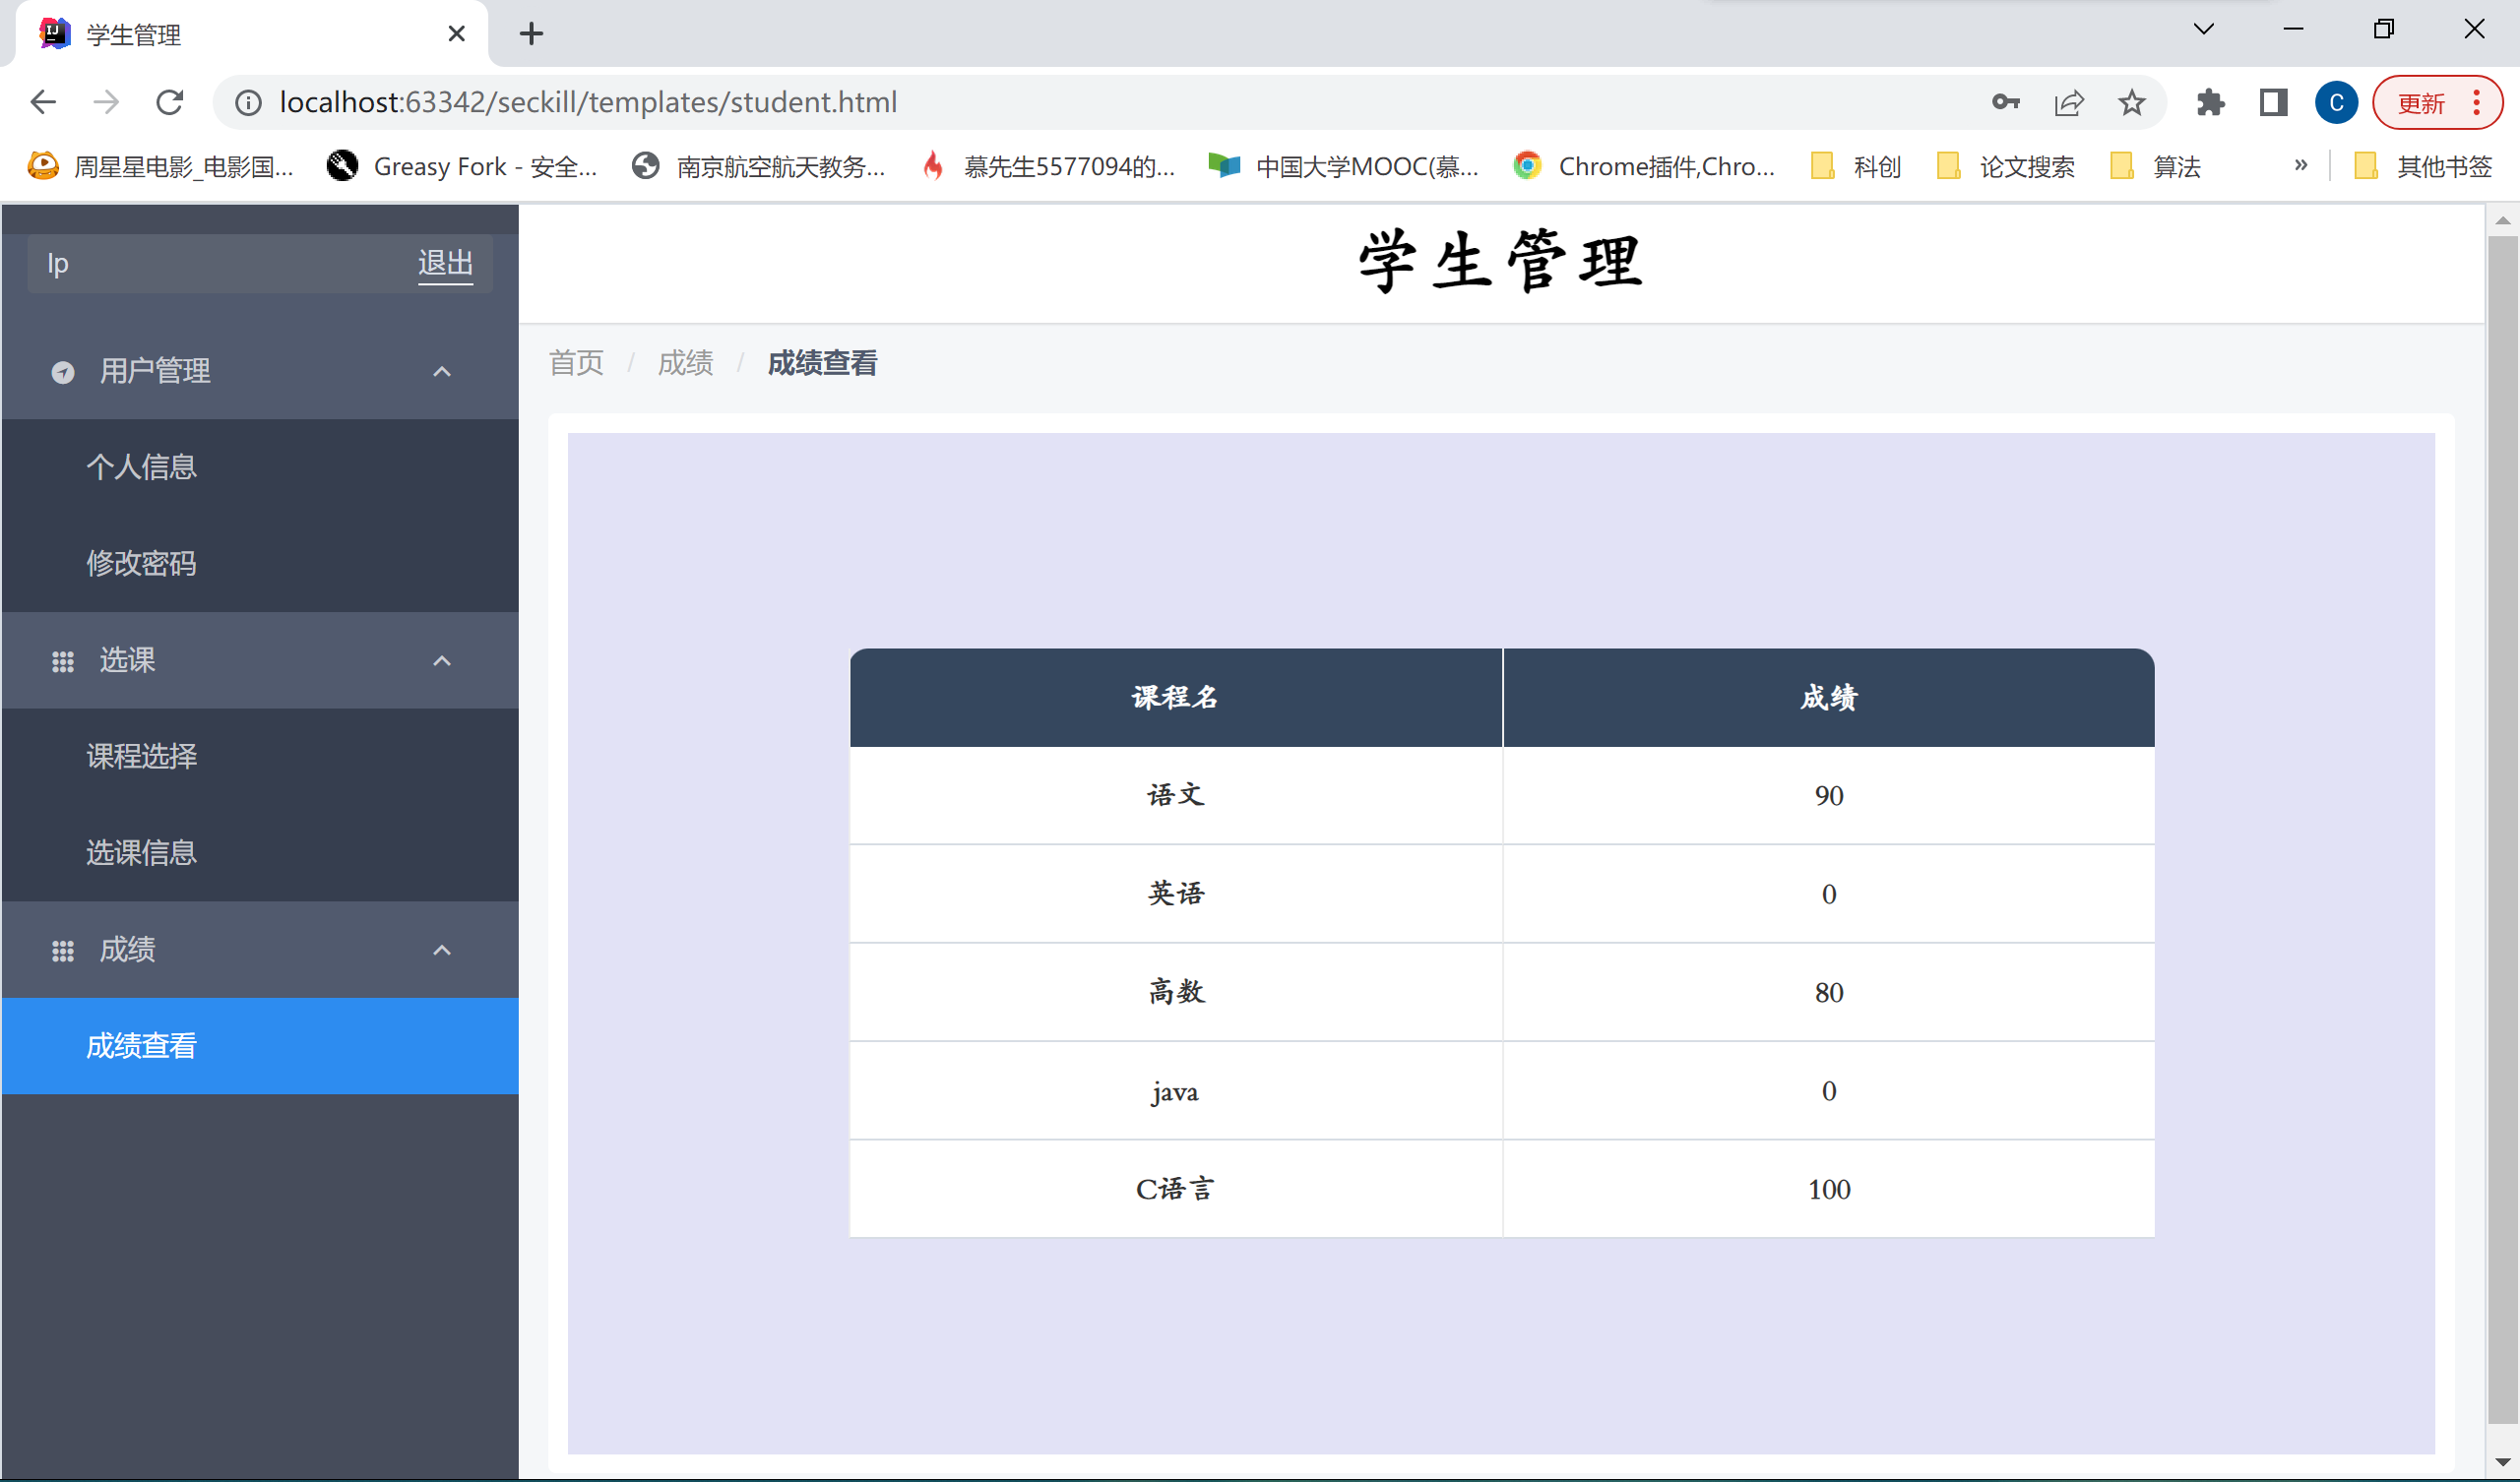 学生管理
localhost:63342/seckill/templates/student.html
更新
C
周星星电影_电影国... Greasy Fork - 安全... 南京航空航天教务... 慕先生5577094的... 中国大学MOOC(慕... Chrome插件,Chro... 科创 论文搜索 算法 » 其他书签
lp 退出
用户管理
个人信息
修改密码
选课
课程选择
选课信息
成绩
成绩查看
学生管理
首页 / 成绩 / 成绩查看
课程名 成绩
语文 90
英语 0
高数 80
java 0
C语言 100